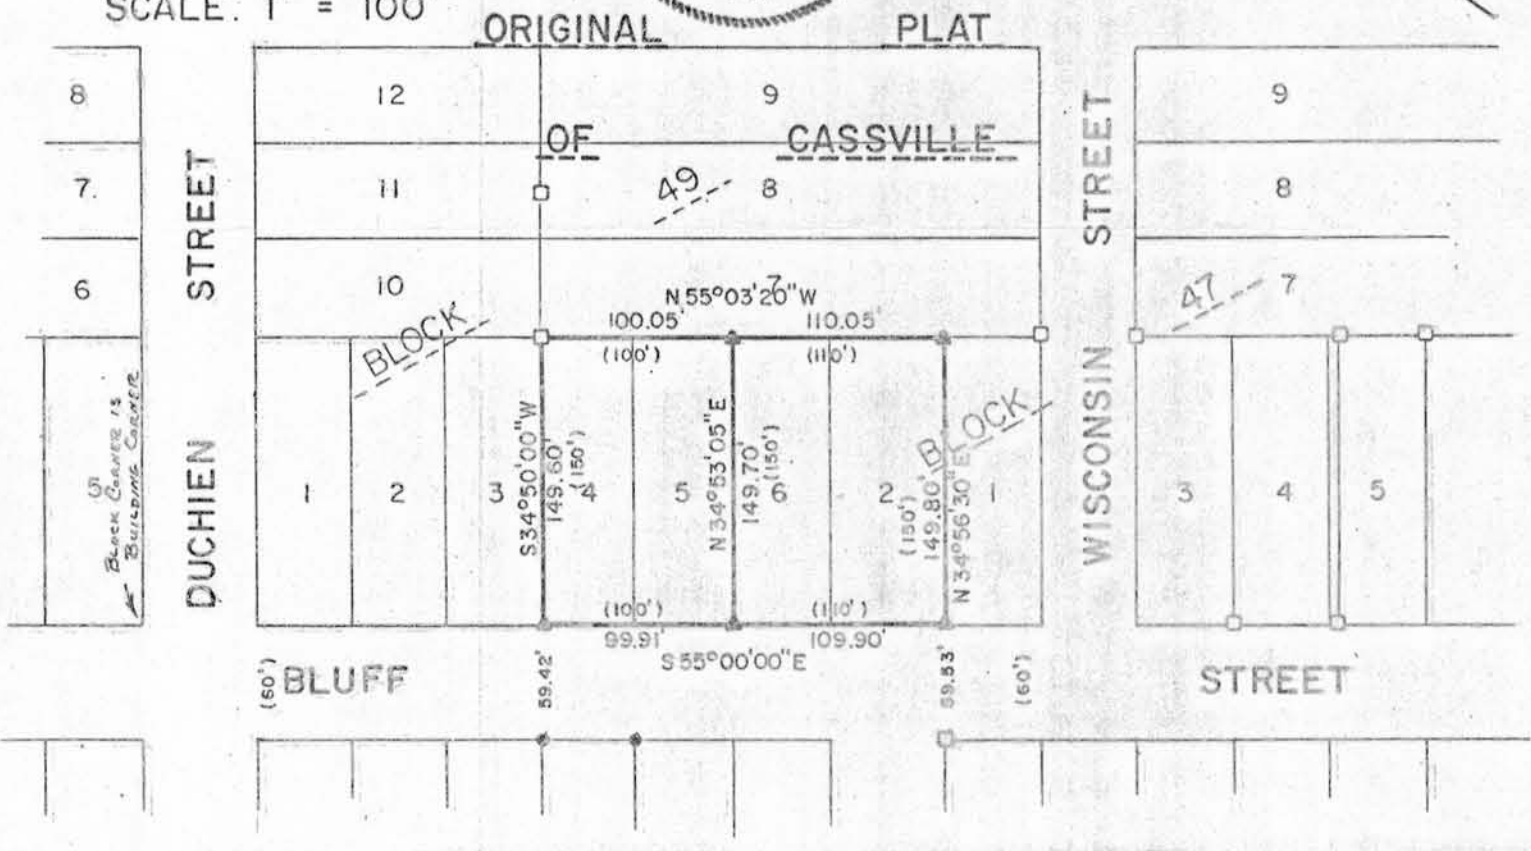 SCALE: 1" = 100'
ORIGINAL PLAT
8 12 9 9
OF CASSVILLE
7 11 49 8 8
6 10 7 47 7
N 55°03'20"W
100.05' 110.05'
(100') (110')
BLOCK
BLOCK
DUCHIEN STREET
WISCONSIN STREET
BLOCK CORNER IS
BUILDING CORNER
1 2 3 4 5 6 2 1 3 4 5
S34°50'00"W
149.60'
(150')
N34°53'05"E
149.70'
(150')
(150')
149.80'
N34°56'30"E
(100') (110')
99.91' 109.90'
S55°00'00"E
(60') BLUFF 59.42' 59.53' (60') STREET